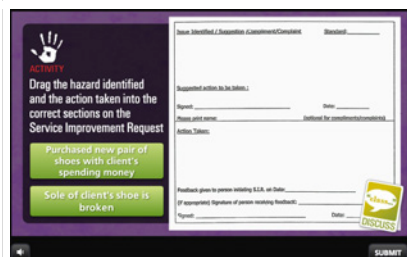 ACTIVITY
Drag the hazard identified
and the action taken into the
correct sections on the
Service Improvement Request
Purchased new pair of
shoes with client's
spending money
Sole of client's shoe is
broken
Issue Identified / Suggestion /Compliment/Complaint Standard:
Suggested action to be taken :
Signed: Date:
Please print name: (optional for compliments/complaints)
Action Taken:
Feedback given to person initiating S.I.R. on Date:
(If appropriate) Signature of person receiving feedback:
Signed: Date:
DISCUSS
SUBMIT